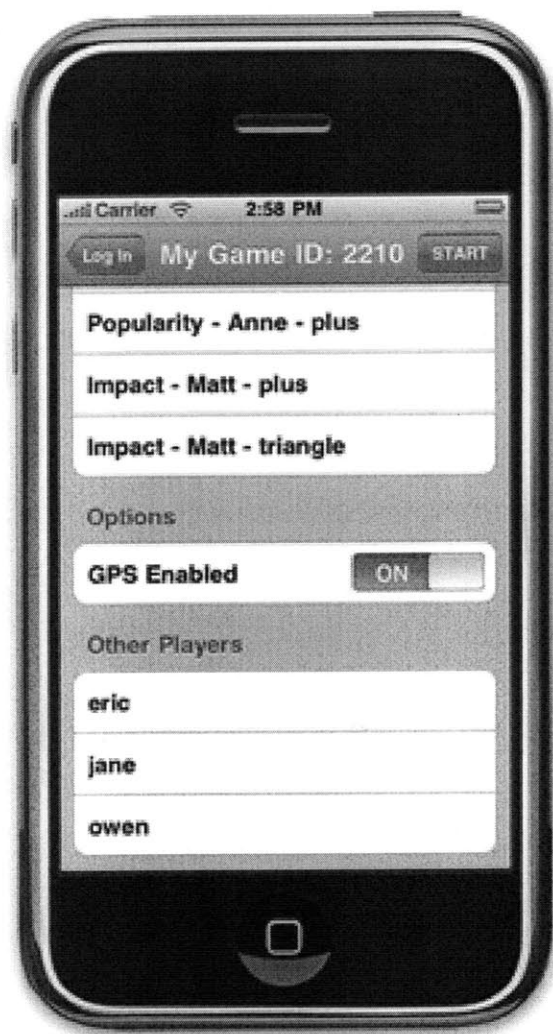 Carrier 2:58 PM
Log In My Game ID: 2210 START
Popularity - Anne - plus
Impact - Matt - plus
Impact - Matt - triangle
Options
GPS Enabled ON
Other Players
eric
jane
owen